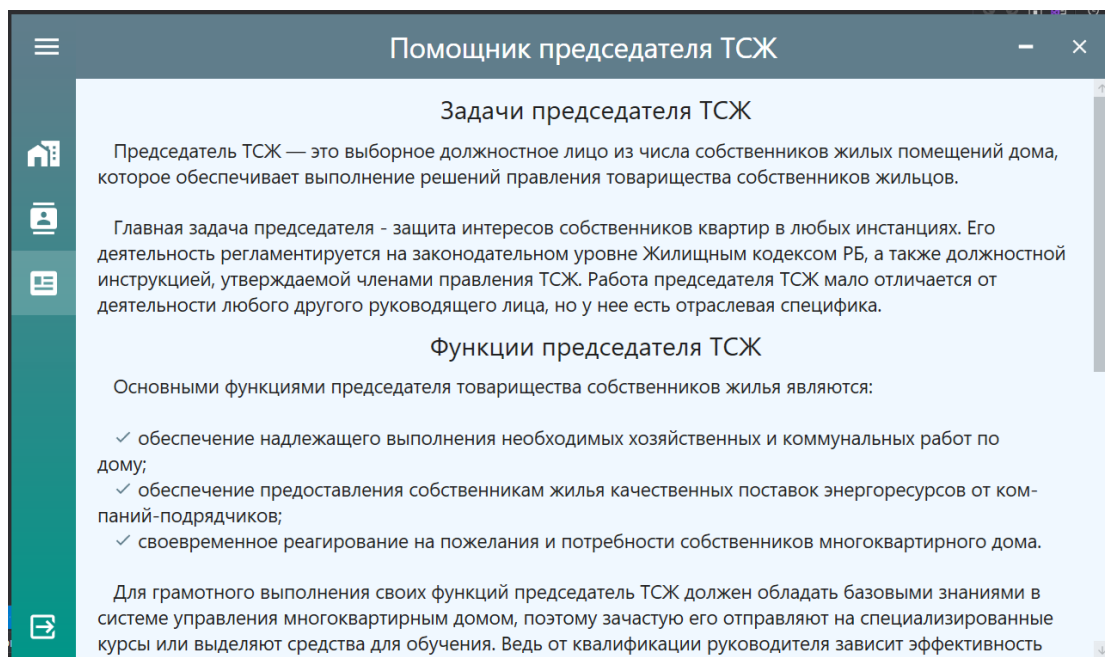 Помощник председателя ТСЖ
Задачи председателя ТСЖ
Председатель ТСЖ — это выборное должностное лицо из числа собственников жилых помещений дома,
которое обеспечивает выполнение решений правления товарищества собственников жильцов.
Главная задача председателя - защита интересов собственников квартир в любых инстанциях. Его
деятельность регламентируется на законодательном уровне Жилищным кодексом РБ, а также должностной
инструкцией, утверждаемой членами правления ТСЖ. Работа председателя ТСЖ мало отличается от
деятельности любого другого руководящего лица, но у нее есть отраслевая специфика.
Функции председателя ТСЖ
Основными функциями председателя товарищества собственников жилья являются:
✓ обеспечение надлежащего выполнения необходимых хозяйственных и коммунальных работ по
дому;
✓ обеспечение предоставления собственникам жилья качественных поставок энергоресурсов от ком-
паний-подрядчиков;
✓ своевременное реагирование на пожелания и потребности собственников многоквартирного дома.
Для грамотного выполнения своих функций председатель ТСЖ должен обладать базовыми знаниями в
системе управления многоквартирным домом, поэтому зачастую его отправляют на специализированные
курсы или выделяют средства для обучения. Ведь от квалификации руководителя зависит эффективность